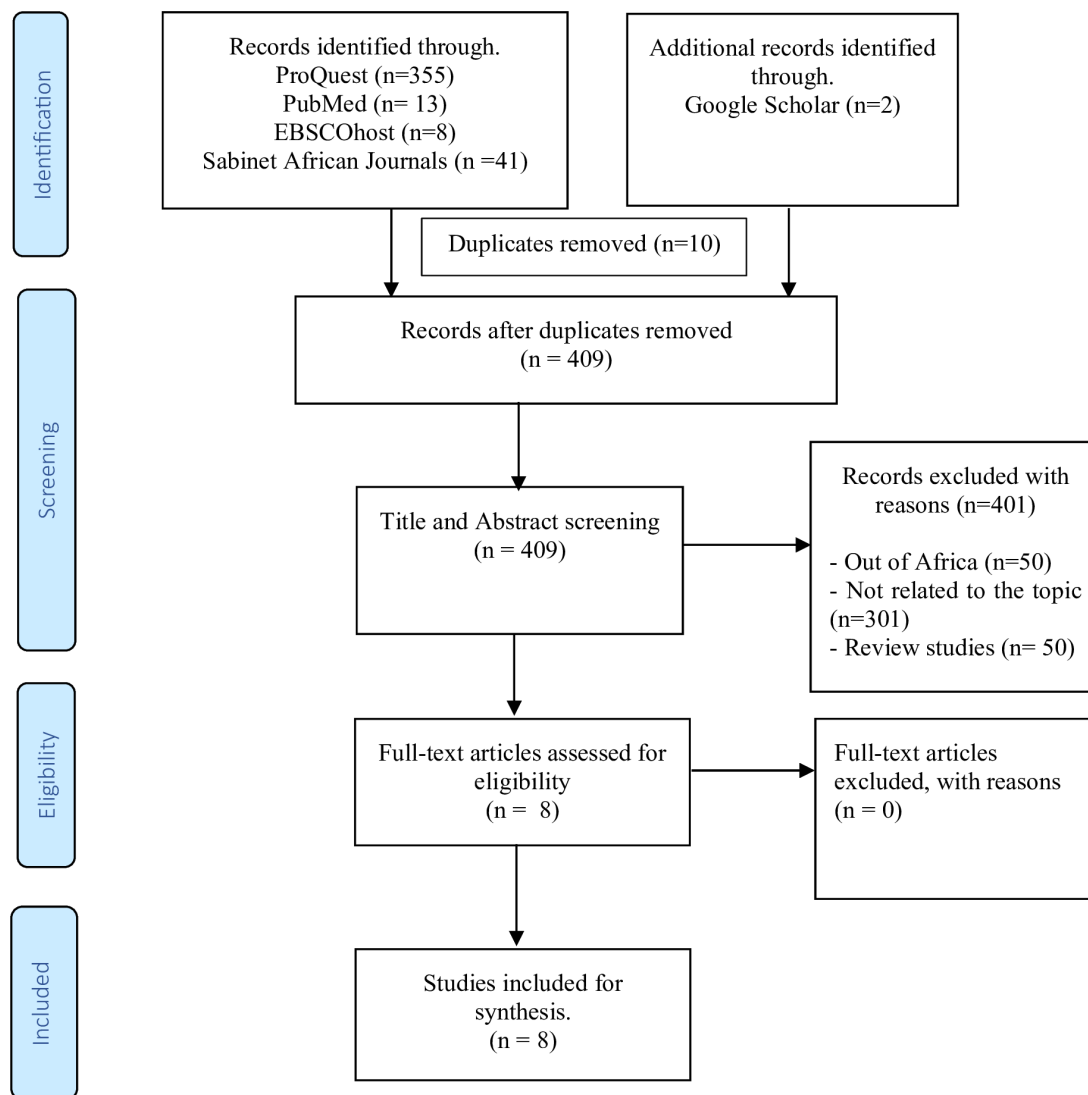 Identification
Records identified through.
ProQuest (n=355)
PubMed (n= 13)
EBSCOhost (n=8)
Sabinet African Journals (n =41)
Additional records identified
through.
Google Scholar (n=2)
Duplicates removed (n=10)
Screening
Records after duplicates removed
(n = 409)
Title and Abstract screening
(n = 409)
Records excluded with
reasons (n=401)
- Out of Africa (n=50)
- Not related to the topic
(n=301)
- Review studies (n= 50)
Eligibility
Full-text articles assessed for
eligibility
(n =  8)
Full-text articles
excluded, with reasons
(n = 0)
Included
Studies included for
synthesis.
(n = 8)